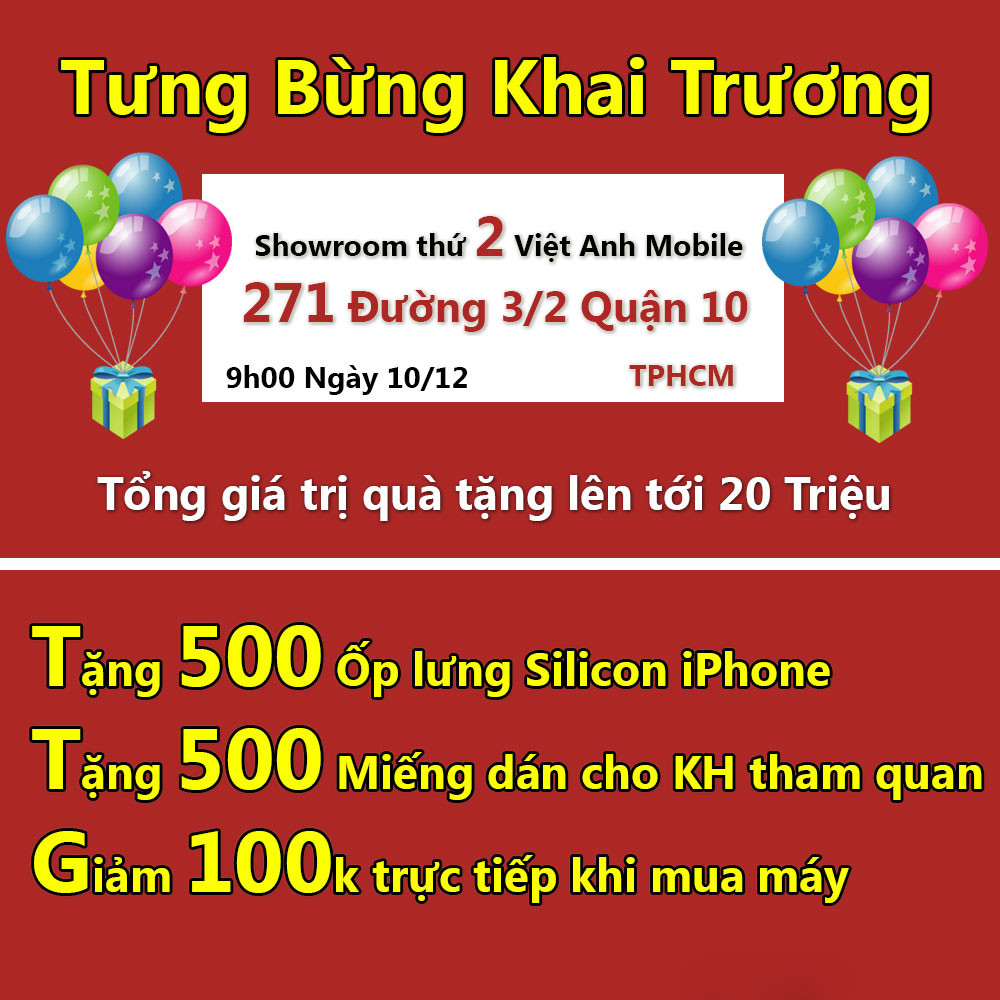 Tưng Bừng Khai Trương
Showroom thứ 2 Việt Anh Mobile
271 Đường 3/2 Quận 10
9h00 Ngày 10/12 TPHCM
Tổng giá trị quà tặng lên tới 20 Triệu
Tặng 500 Ốp lưng Silicon iPhone
Tặng 500 Miếng dán cho KH tham quan
Giảm 100k trực tiếp khi mua máy